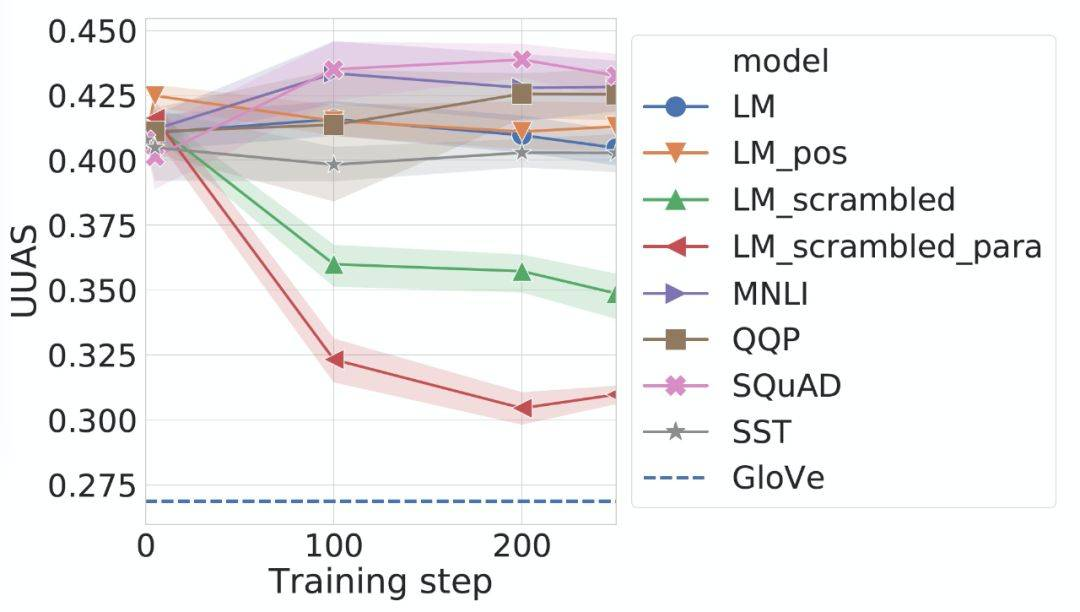 0.450
0.425
0.400
0.375
0.350
0.325
0.300
0.275
UUAS
0
100
200
Training step
model
LM
LM_pos
LM_scrambled
LM_scrambled_para
MNLI
QQP
SQuAD
SST
GloVe